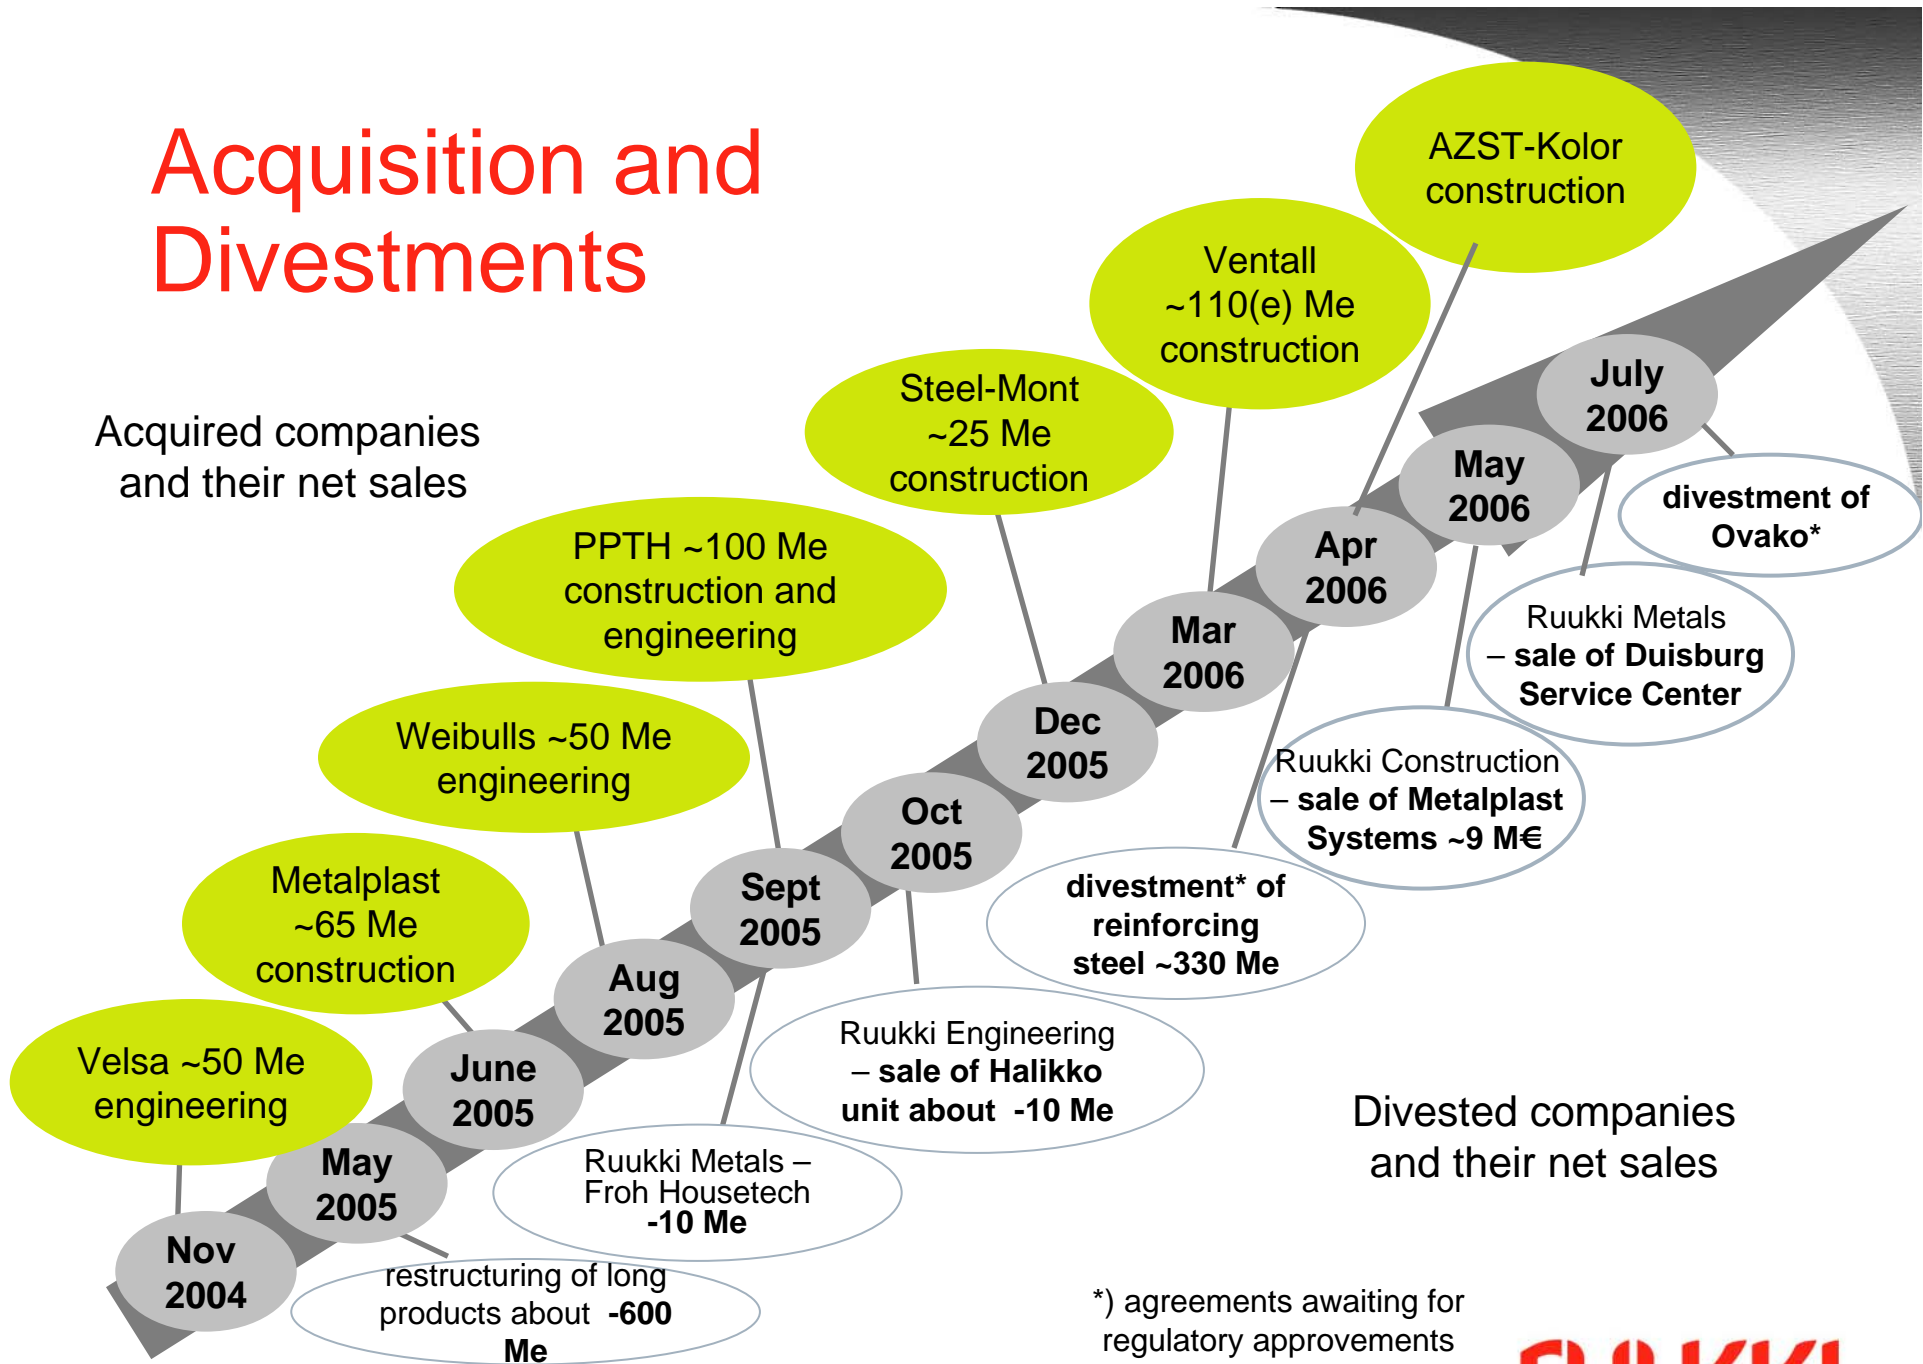 Acquisition and
Divestments
Acquired companies
and their net sales
AZST-Kolor
construction
Ventall
~110(e) Me
construction
Steel-Mont
~25 Me
construction
PPTH ~100 Me
construction and
engineering
Weibulls ~50 Me
engineering
Metalplast
~65 Me
construction
Velsa ~50 Me
engineering
Nov
2004
May
2005
June
2005
Aug
2005
Sept
2005
Oct
2005
Dec
2005
Mar
2006
Apr
2006
May
2006
July
2006
divestment of
Ovako*
Ruukki Metals
– sale of Duisburg
Service Center
Ruukki Construction
– sale of Metalplast
Systems ~9 M€
divestment* of
reinforcing
steel ~330 Me
Ruukki Engineering
– sale of Halikko
unit about -10 Me
Ruukki Metals –
Froh Housetech
-10 Me
restructuring of long
products about -600
Me
Divested companies
and their net sales
*) agreements awaiting for
regulatory approvements
RUUKKI